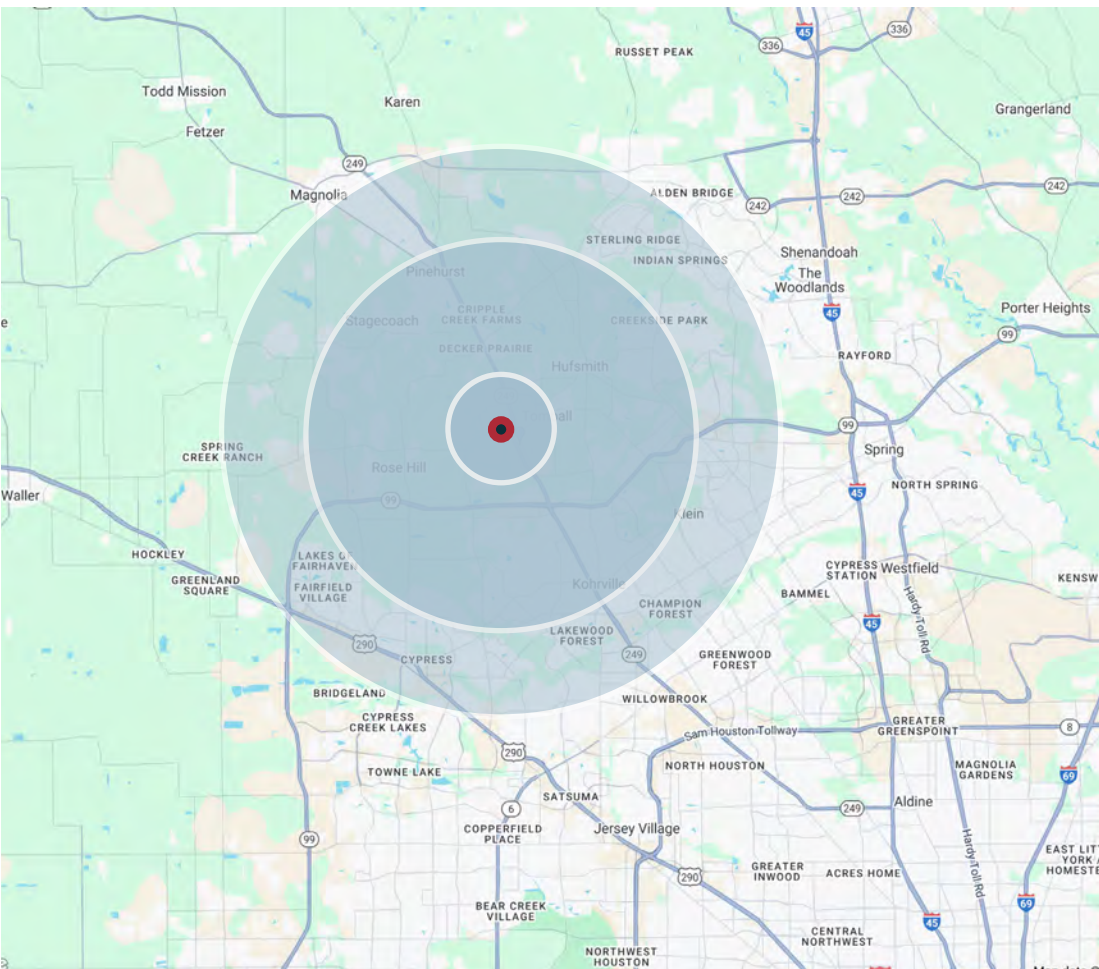 45
336
336
RUSSET PEAK
Todd Mission
Karen
Grangerland
Fetzer
249
Magnolia
ALDEN BRIDGE
242
242
242
STERLING RIDGE
INDIAN SPRINGS
Shenandoah
The
Woodlands
Pinehurst
Porter Heights
45
CRIPPLE
CREEK FARMS
Stagecoach
CREEKSIDE PARK
99
DECKER PRAIRIE
RAYFORD
Hufsmith
99
SPRING
CREEK RANCH
Spring
Rose Hill
NORTH SPRING
Waller
99
45
Klein
HOCKLEY
LAKES OF
FAIRHAVEN
CYPRESS
STATION
Westfield
GREENLAND
SQUARE
FAIRFIELD
VILLAGE
Kohrville
BAMMEL
KENSW
CHAMPION
FOREST
Hardy Toll Rd
45
LAKEWOOD
FOREST
290
249
CYPRESS
GREENWOOD
FOREST
BRIDGELAND
WILLOWBROOK
CYPRESS
CREEK LAKES
GREATER
GREENSPOINT
8
Sam Houston Tollway
290
NORTH HOUSTON
TOWNE LAKE
MAGNOLIA
GARDENS
69
SATSUMA
6
249
Aldine
COPPERFIELD
PLACE
Jersey Village
99
Hardy Toll Rd
EAST LIT
YORK /
HOMESTE
GREATER
INWOOD
ACRES HOME
290
BEAR CREEK
VILLAGE
69
45
CENTRAL
NORTHWEST
NORTHWEST
HOUSTON